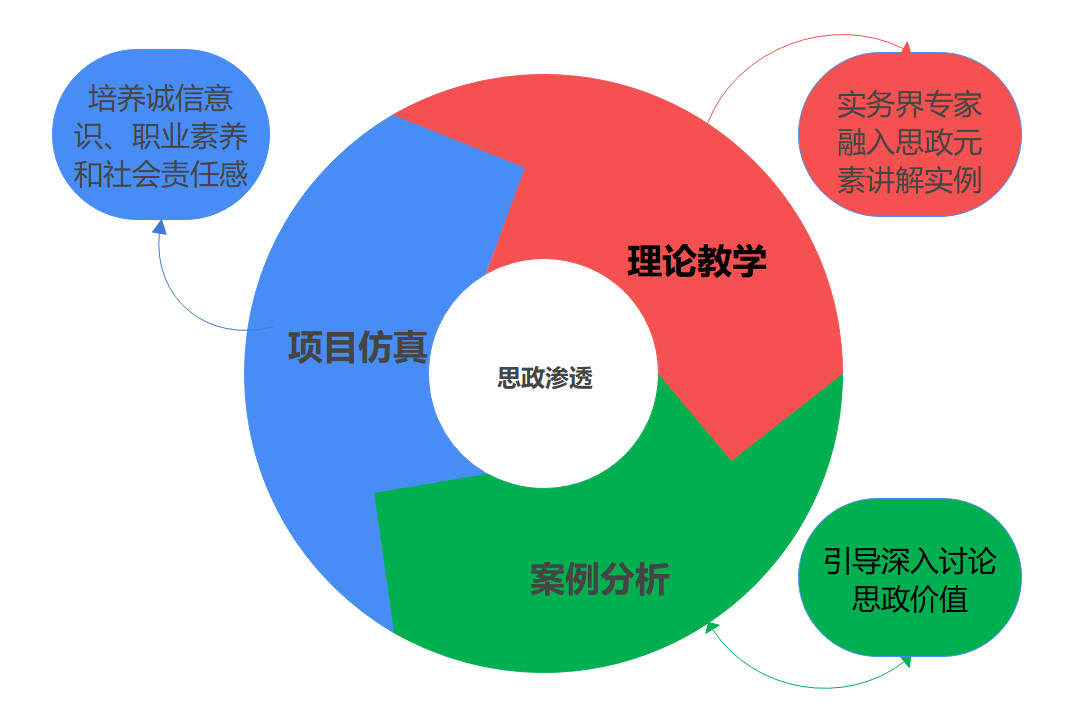 培养诚信意
识、职业素养
和社会责任感
实务界专家
融入思政元
素讲解实例
理论教学
项目仿真
思政渗透
案例分析
引导深入讨论
思政价值